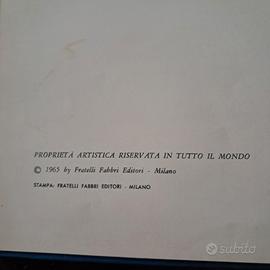 PROPRIETÀ ARTISTICA RISERVATA IN TUTTO IL MONDO
© 1965 by Fratelli Fabbri Editori - Milano
STAMPA: FRATELLI FABBRI EDITORI - MILANO
subito